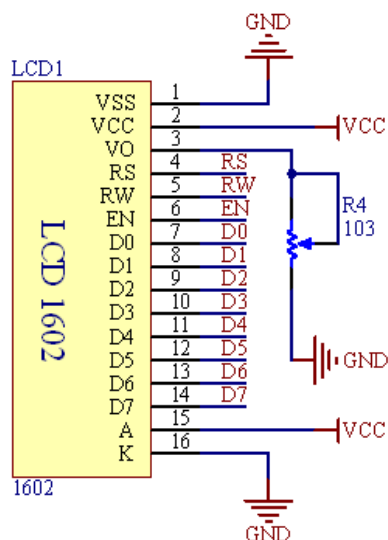 GND
LCD1
VSS 1
VCC 2 VCC
VO 3
RS 4 RS
RW 5 RW
EN 6 EN
D0 7 D0
D1 8 D1
D2 9 D2
D3 10 D3
D4 11 D4
D5 12 D5
D6 13 D6
D7 14 D7
A 15 VCC
K 16
LCD 1602
R4
103
GND
1602
GND